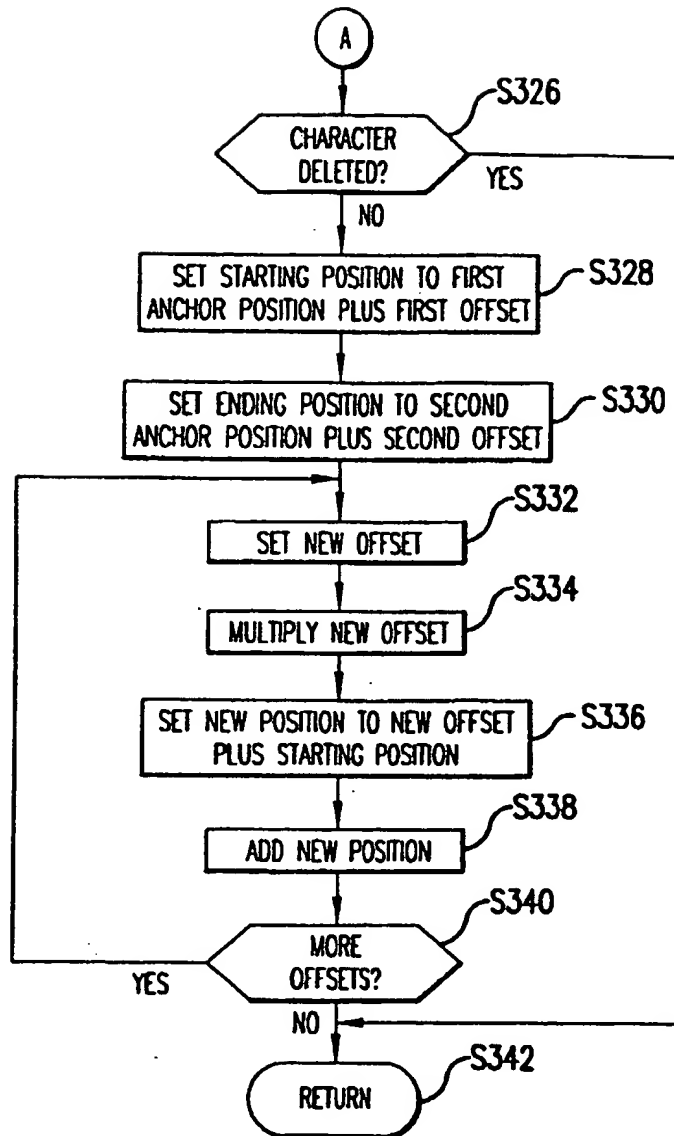 A
S326
CHARACTER
DELETED?
YES
NO
SET STARTING POSITION TO FIRST
ANCHOR POSITION PLUS FIRST OFFSET
S328
SET ENDING POSITION TO SECOND
ANCHOR POSITION PLUS SECOND OFFSET
S330
S332
SET NEW OFFSET
S334
MULTIPLY NEW OFFSET
SET NEW POSITION TO NEW OFFSET
PLUS STARTING POSITION
S336
S338
ADD NEW POSITION
S340
MORE
OFFSETS?
YES
NO
S342
RETURN